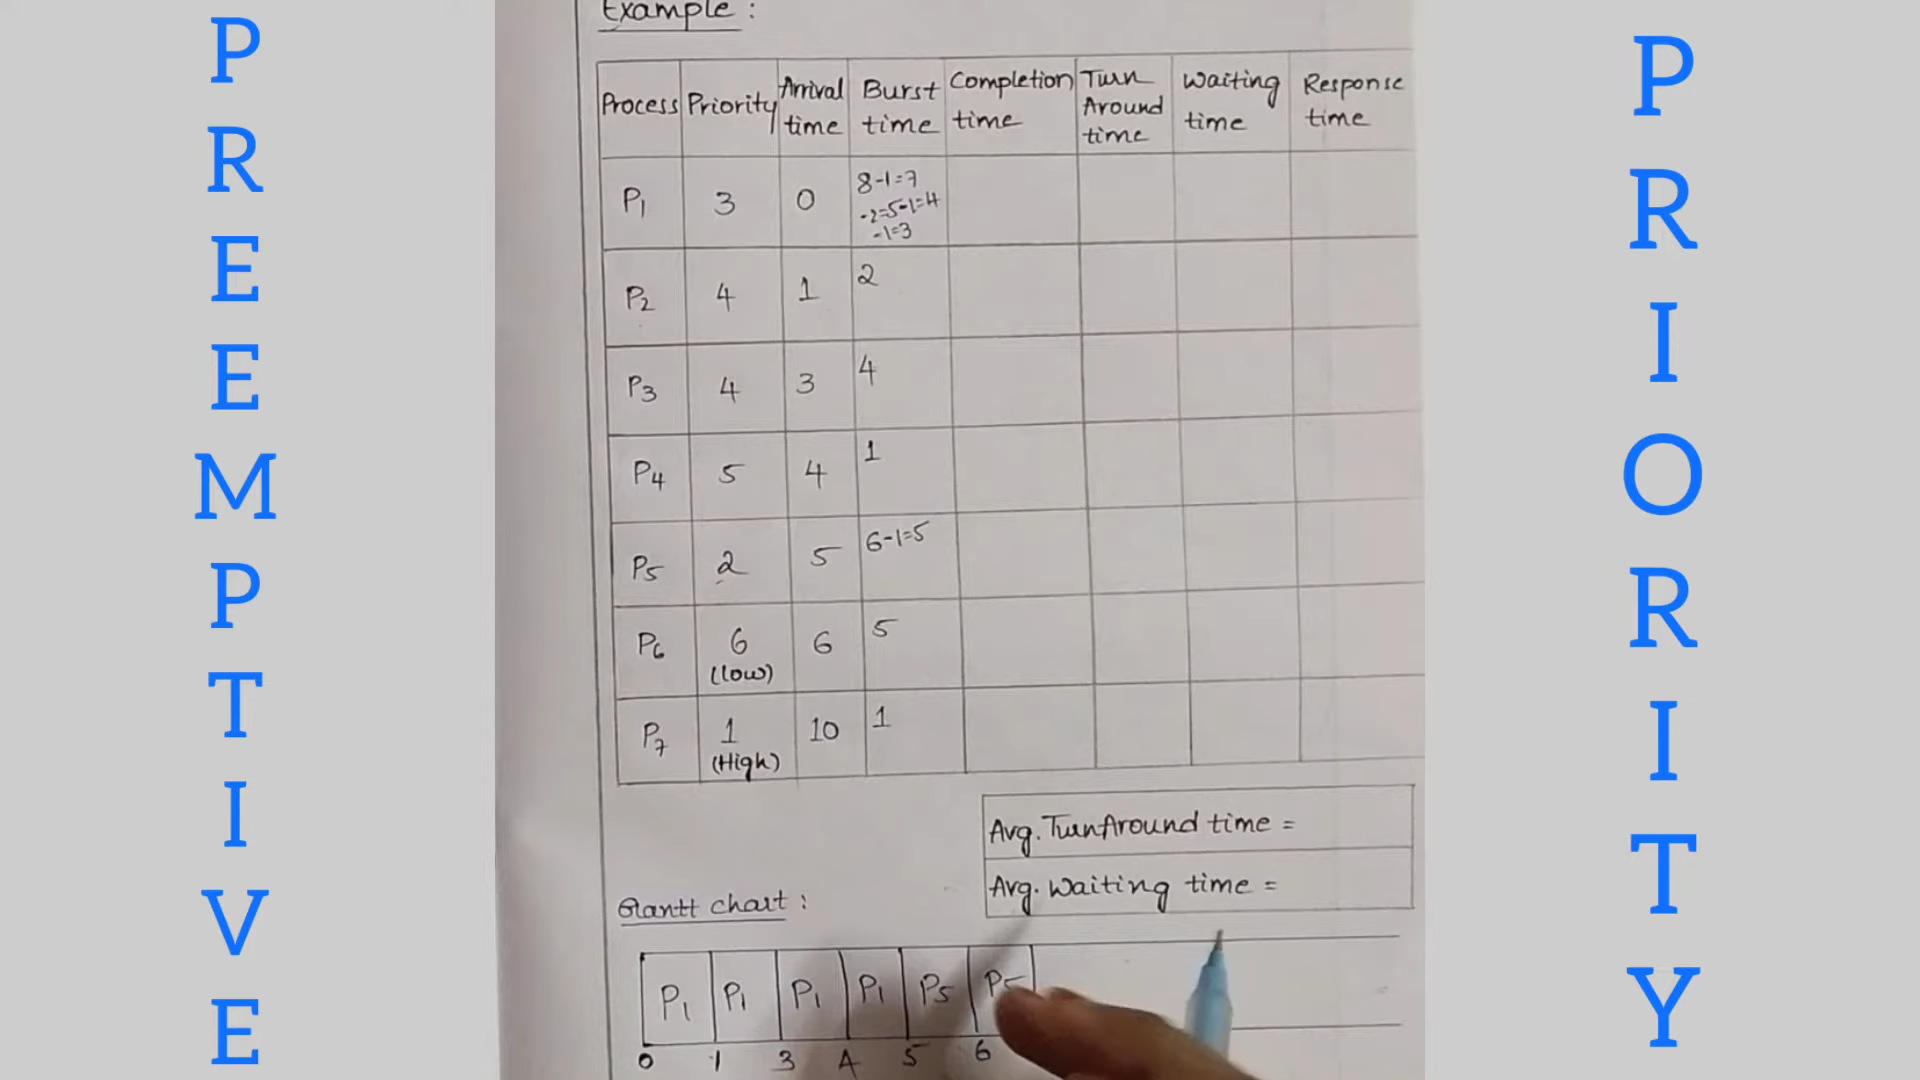 PREEMPTIVE
Example :
Process Priority Arrival time Burst time Completion time Turn Around time Waiting time Response time
P1 3 0 8-1=7
-2=5-1=4
-1=3
P2 4 1 2
P3 4 3 4
P4 5 4 1
P5 2 5 6-1=5
P6 6 (low) 6 5
P7 1 (High) 10 1
Avg. TurnAround time =
Avg. Waiting time =
Gantt chart :
P1 P1 P1 P1 P5 P5
0 1 3 4 5 6
PRIORITY